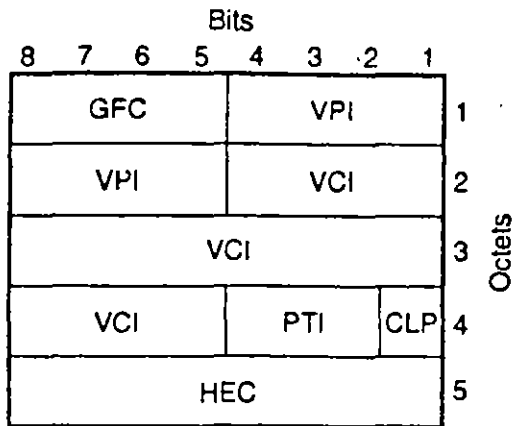 Bits
8 7 6 5 4 3 2 1
GFC VPI 1
VPI VCI 2
VCI 3
VCI PTI CLP 4
HEC 5
Octets